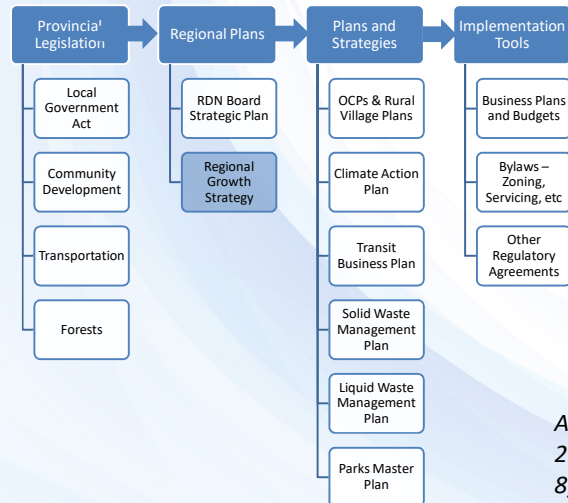 Provincial
Legislation
Local
Government
Act
Community
Development
Transportation
Forests
Regional Plans
RDN Board
Strategic Plan
Regional
Growth
Strategy
Plans and
Strategies
OCPs & Rural
Village Plans
Climate Action
Plan
Transit
Business Plan
Solid Waste
Management
Plan
Liquid Waste
Management
Plan
Parks Master
Plan
Implementation
Tools
Business Plans
and Budgets
Bylaws –
Zoning,
Servicing, etc
Other
Regulatory
Agreements
A
2
8